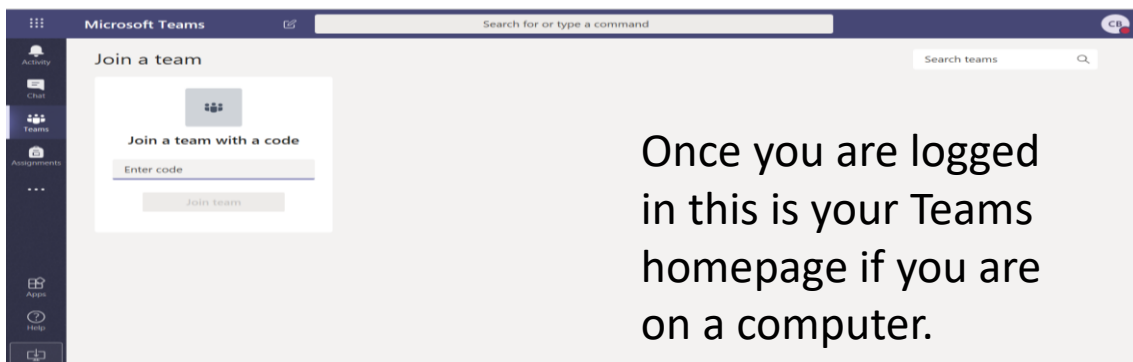 Microsoft Teams
Search for or type a command
CB
Activity
Join a team
Search teams
Chat
Teams
Join a team with a code
Assignments
Enter code
...
Join team
Once you are logged
in this is your Teams
homepage if you are
on a computer.
Apps
Help